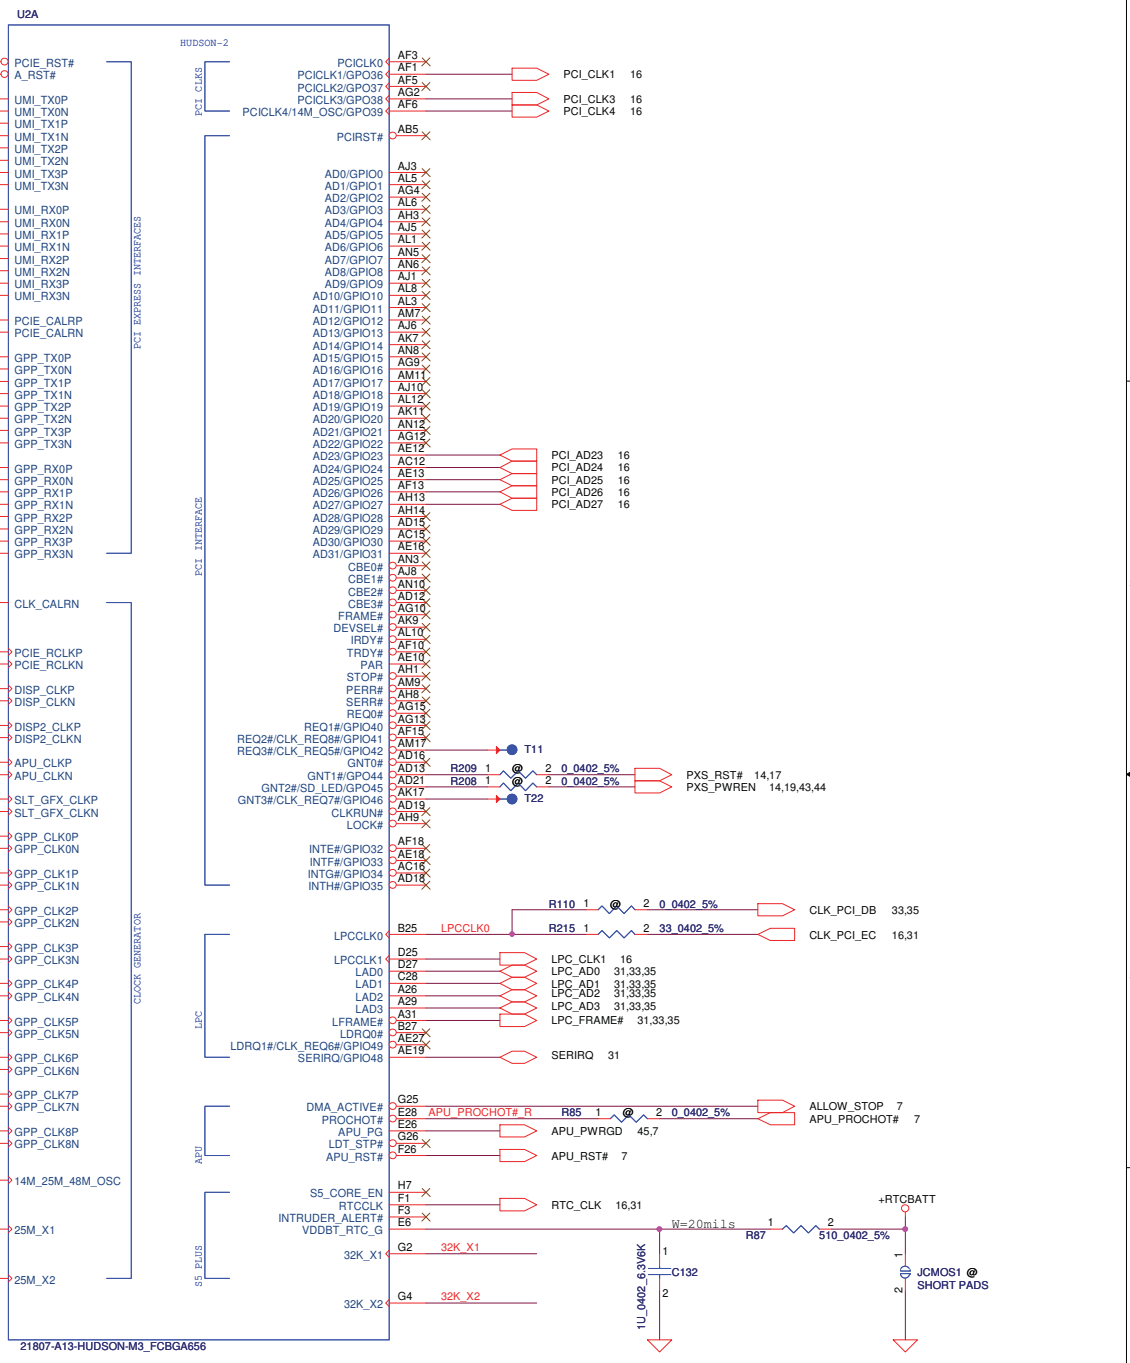 U2A
HUDSON-2
PCIE_RST#
A_RST#
UMI_TX0P
UMI_TX0N
UMI_TX1P
UMI_TX1N
UMI_TX2P
UMI_TX2N
UMI_TX3P
UMI_TX3N
UMI_RX0P
UMI_RX0N
UMI_RX1P
UMI_RX1N
UMI_RX2P
UMI_RX2N
UMI_RX3P
UMI_RX3N
PCIE_CALRP
PCIE_CALRN
GPP_TX0P
GPP_TX0N
GPP_TX1P
GPP_TX1N
GPP_TX2P
GPP_TX2N
GPP_TX3P
GPP_TX3N
GPP_RX0P
GPP_RX0N
GPP_RX1P
GPP_RX1N
GPP_RX2P
GPP_RX2N
GPP_RX3P
GPP_RX3N
PCI EXPRESS INTERFACES
CLK_CALRN
PCIE_RCLKP
PCIE_RCLKN
DISP_CLKP
DISP_CLKN
DISP2_CLKP
DISP2_CLKN
APU_CLKP
APU_CLKN
SLT_GFX_CLKP
SLT_GFX_CLKN
GPP_CLK0P
GPP_CLK0N
GPP_CLK1P
GPP_CLK1N
GPP_CLK2P
GPP_CLK2N
GPP_CLK3P
GPP_CLK3N
GPP_CLK4P
GPP_CLK4N
GPP_CLK5P
GPP_CLK5N
GPP_CLK6P
GPP_CLK6N
GPP_CLK7P
GPP_CLK7N
GPP_CLK8P
GPP_CLK8N
14M_25M_48M_OSC
25M_X1
25M_X2
CLOCK GENERATOR
PCI CLKS
PCICLK0 AF3
PCICLK1/GPO36 AF1 PCI_CLK1 16
PCICLK2/GPO37 AF5
PCICLK3/GPO38 AG2 PCI_CLK3 16
PCICLK4/14M_OSC/GPO39 AF6 PCI_CLK4 16
PCI INTERFACE
PCIRST# AB5
AD0/GPIO0 AJ3
AD1/GPIO1 AL5
AD2/GPIO2 AG4
AD3/GPIO3 AL6
AD4/GPIO4 AH3
AD5/GPIO5 AJ5
AD6/GPIO6 AL1
AD7/GPIO7 AN5
AD8/GPIO8 AN6
AD9/GPIO9 AJ1
AD10/GPIO10 AL8
AD11/GPIO11 AL3
AD12/GPIO12 AM7
AD13/GPIO13 AJ6
AD14/GPIO14 AK7
AD15/GPIO15 AN8
AD16/GPIO16 AG9
AD17/GPIO17 AM11
AD18/GPIO18 AJ10
AD19/GPIO19 AL12
AD20/GPIO20 AK11
AD21/GPIO21 AN12
AD22/GPIO22 AG12
AD23/GPIO23 AE12 PCI_AD23 16
AD24/GPIO24 AC12 PCI_AD24 16
AD25/GPIO25 AE13 PCI_AD25 16
AD26/GPIO26 AF13 PCI_AD26 16
AD27/GPIO27 AH13 PCI_AD27 16
AD28/GPIO28 AH14
AD29/GPIO29 AD15
AD30/GPIO30 AC15
AD31/GPIO31 AE16
CBE0# AN3
CBE1# AJ8
CBE2# AN10
CBE3# AD12
FRAME# AG10
DEVSEL# AK9
IRDY# AL10
TRDY# AF10
PAR AE10
STOP# AH1
PERR# AM9
SERR# AH8
REQ0# AG15
REQ1#/GPIO40 AG13
REQ2#/CLK_REQ8#/GPIO41 AF15
REQ3#/CLK_REQ5#/GPIO42 AM17 T11
GNT0# AD16
GNT1#/GPO44 AD13 R209 1 @ 2 0_0402_5% PXS_RST# 14,17
GNT2#/SD_LED/GPO45 AD21 R208 1 @ 2 0_0402_5% PXS_PWREN 14,19,43,44
GNT3#/CLK_REQ7#/GPIO46 AK17 T22
CLKRUN# AD19
LOCK# AH9
INTE#/GPIO32 AF18
INTF#/GPIO33 AE18
INTG#/GPIO34 AC16
INTH#/GPIO35 AD18
R110 1 @ 2 0_0402_5% CLK_PCI_DB 33,35
LPC
LPCCLK0 B25 LPCCLK0 R215 1 2 33_0402_5% CLK_PCI_EC 16,31
LPCCLK1 D25 LPC_CLK1 16
LAD0 D27 LPC_AD0 31,33,35
LAD1 C28 LPC_AD1 31,33,35
LAD2 A26 LPC_AD2 31,33,35
LAD3 A29 LPC_AD3 31,33,35
LFRAME# A31 LPC_FRAME# 31,33,35
LDRQ0# B27
LDRQ1#/CLK_REQ6#/GPIO49 AE27
SERIRQ/GPIO48 AE19 SERIRQ 31
APU
DMA_ACTIVE# G25 ALLOW_STOP 7
PROCHOT# E28 APU_PROCHOT#_R R85 1 @ 2 0_0402_5% APU_PROCHOT# 7
APU_PG E26 APU_PWRGD 45,7
LDT_STP# G26
APU_RST# F26 APU_RST# 7
S5 PLUS
S5_CORE_EN H7
RTCCLK F1 RTC_CLK 16,31
INTRUDER_ALERT# F3
VDDBT_RTC_G E6 W=20mils R87 1 2 510_0402_5% +RTCBATT
32K_X1 G2 32K_X1
32K_X2 G4 32K_X2
1U_0402_6.3V6K
1
C132
2
1
JCMOS1 @
SHORT PADS
2
21807-A13-HUDSON-M3_FCBGA656